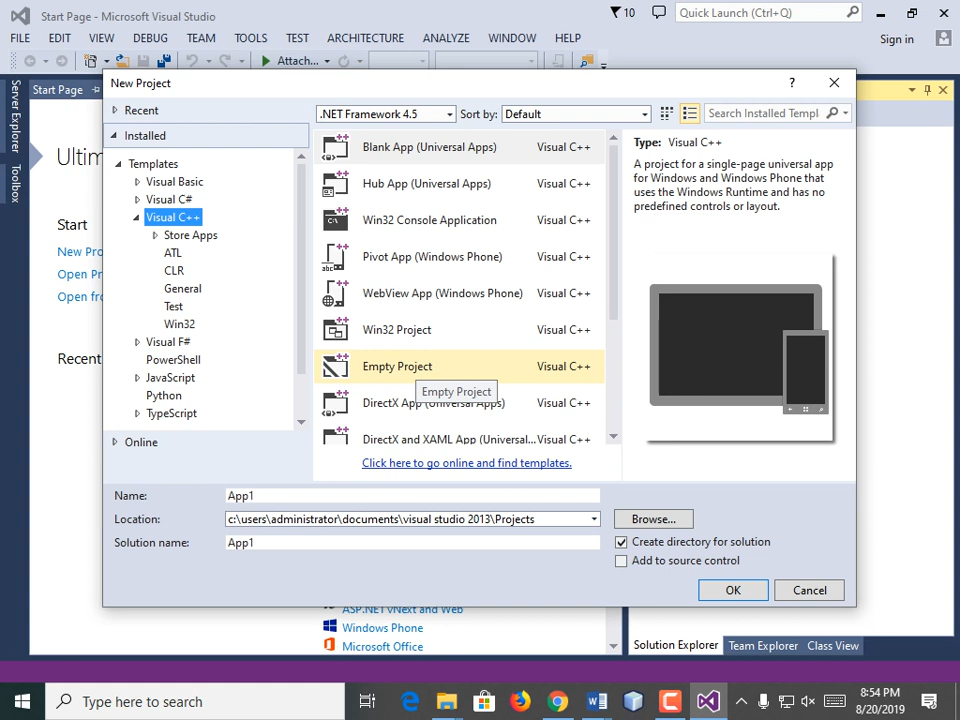 Start Page - Microsoft Visual Studio
10
Quick Launch (Ctrl+Q)
FILE EDIT VIEW DEBUG TEAM TOOLS TEST ARCHITECTURE ANALYZE WINDOW HELP
Sign in
Attach...
Server Explorer
Toolbox
Start Page
Start
New
Open
Open
Recent
New Project
Recent
Installed
.NET Framework 4.5
Sort by: Default
Search Installed Templ
Templates
Visual Basic
Visual C#
Visual C++
Store Apps
ATL
CLR
General
Test
Win32
Visual F#
PowerShell
JavaScript
Python
TypeScript
Online
Blank App (Universal Apps) Visual C++
Hub App (Universal Apps) Visual C++
Win32 Console Application Visual C++
Pivot App (Windows Phone) Visual C++
WebView App (Windows Phone) Visual C++
Win32 Project Visual C++
Empty Project Visual C++
Empty Project
DirectX App (Universal Apps) Visual C++
DirectX and XAML App (Universal... Visual C++
Click here to go online and find templates.
Type: Visual C++
A project for a single-page universal app
for Windows and Windows Phone that
uses the Windows Runtime and has no
predefined controls or layout.
Name: App1
Location: c:\users\administrator\documents\visual studio 2013\Projects
Browse...
Solution name: App1
Create directory for solution
Add to source control
OK Cancel
ASP.NET vNext and Web
Windows Phone
Microsoft Office
Solution Explorer Team Explorer Class View
Type here to search
8:54 PM
8/20/2019